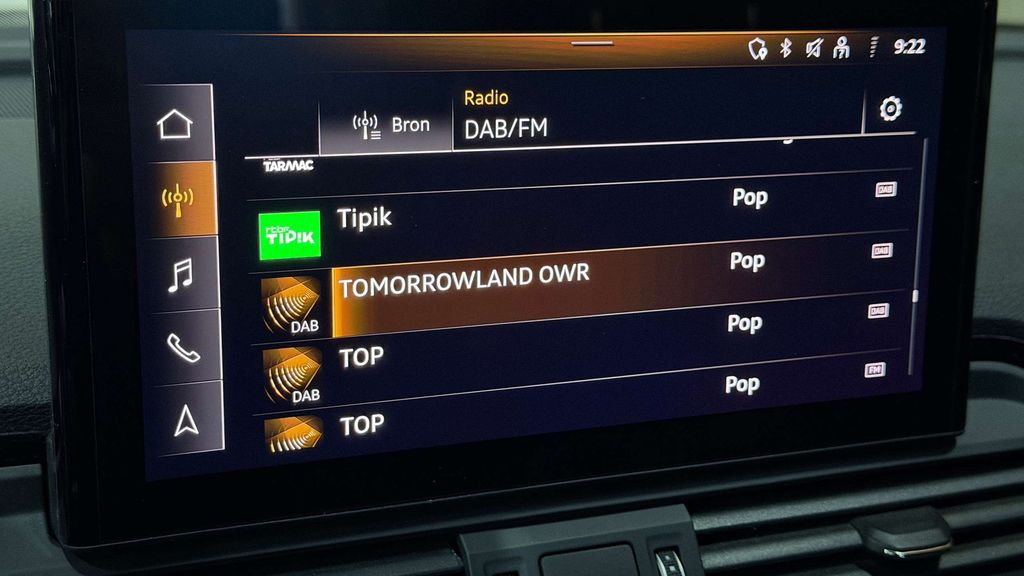 9:22
Radio
Bron
DAB/FM
TARMAC
Tipik
Pop
DAB
rtbf
TIPIK
TOMORROWLAND OWR
Pop
DAB
DAB
TOP
Pop
DAB
DAB
TOP
Pop
FM